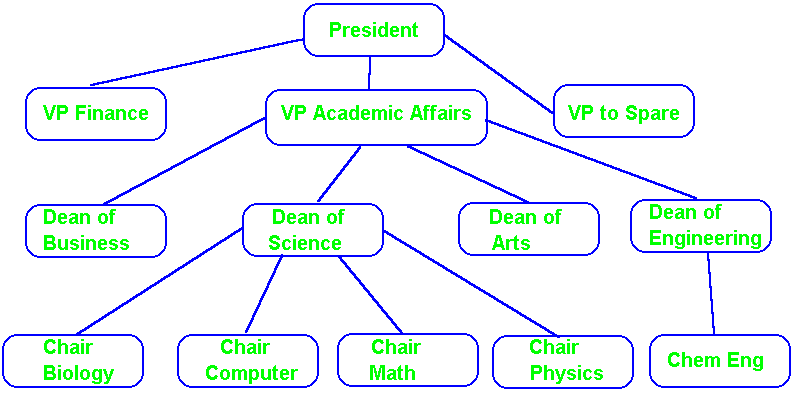 President
VP Finance
VP Academic Affairs
VP to Spare
Dean of
Business
Dean of
Science
Dean of
Arts
Dean of
Engineering
Chair
Biology
Chair
Computer
Chair
Math
Chair
Physics
Chem Eng